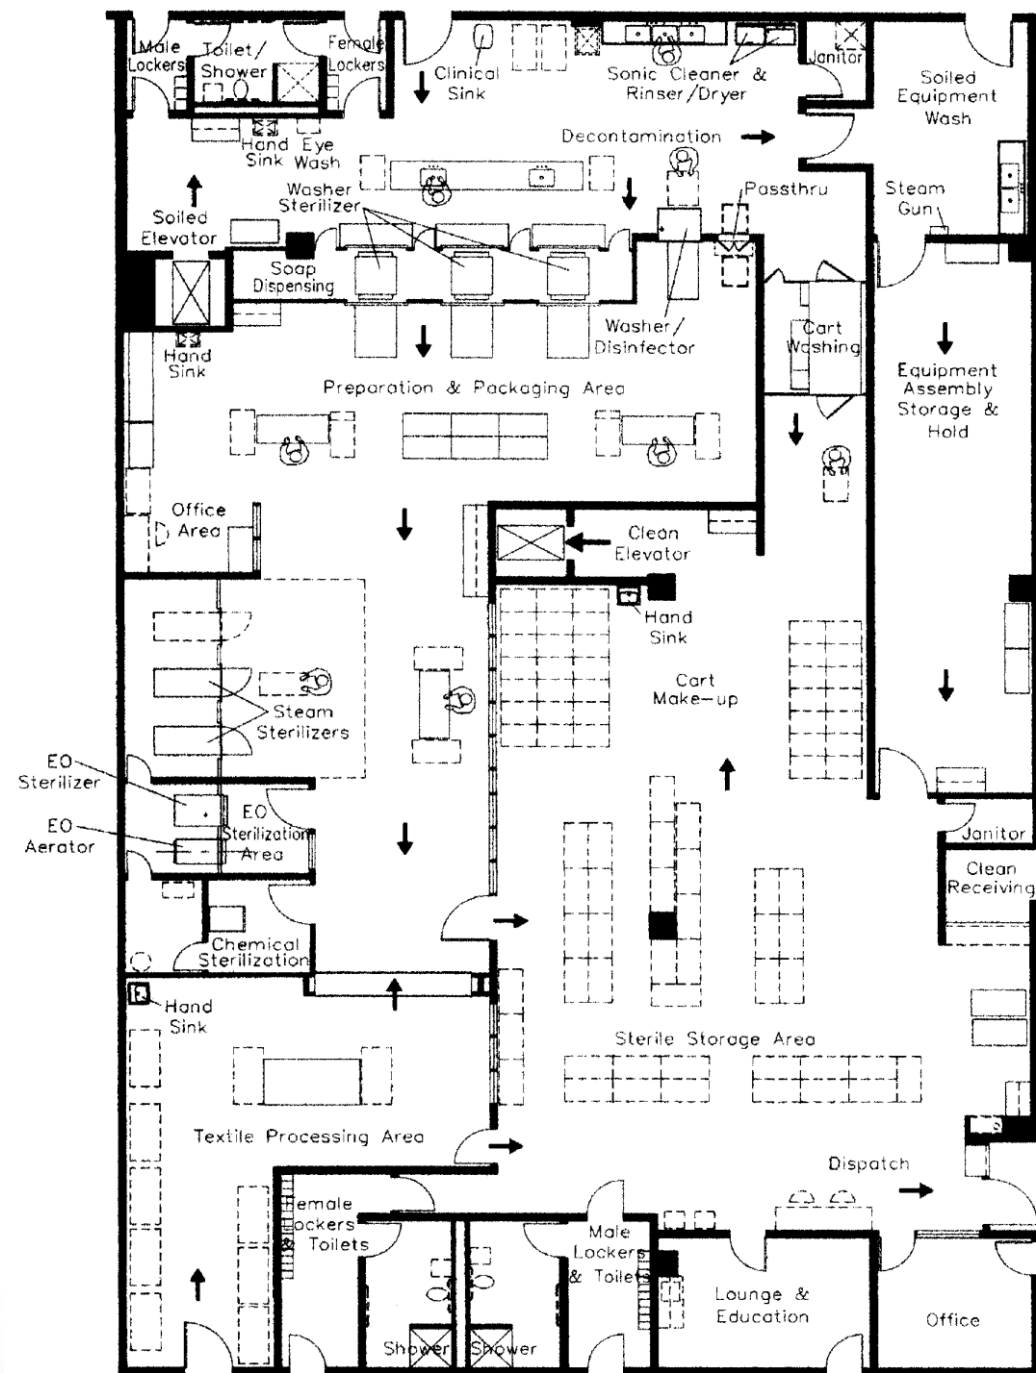 Male
Lockers
Toilet/
Shower
Female
Lockers
Clinical
Sink
Sonic Cleaner &
Rinser/Dryer
Janitor
Soiled
Equipment
Wash
Hand
Sink
Eye
Wash
Decontamination
Washer
Sterilizer
Passthru
Steam
Gun
Soiled
Elevator
Soap
Dispensing
Hand
Sink
Washer/
Disinfector
Cart
Washing
Equipment
Assembly
Storage &
Hold
Preparation & Packaging Area
Office
Area
Clean
Elevator
Hand
Sink
Cart
Make-up
Steam
Sterilizers
EO
Sterilizer
EO
Aerator
EO
Sterilization
Area
Janitor
Clean
Receiving
Chemical
Sterilization
Hand
Sink
Sterile Storage Area
Textile Processing Area
Dispatch
emale
Lockers
& Toilets
Male
Lockers
& Toilets
Lounge &
Education
Office
Shower
Shower